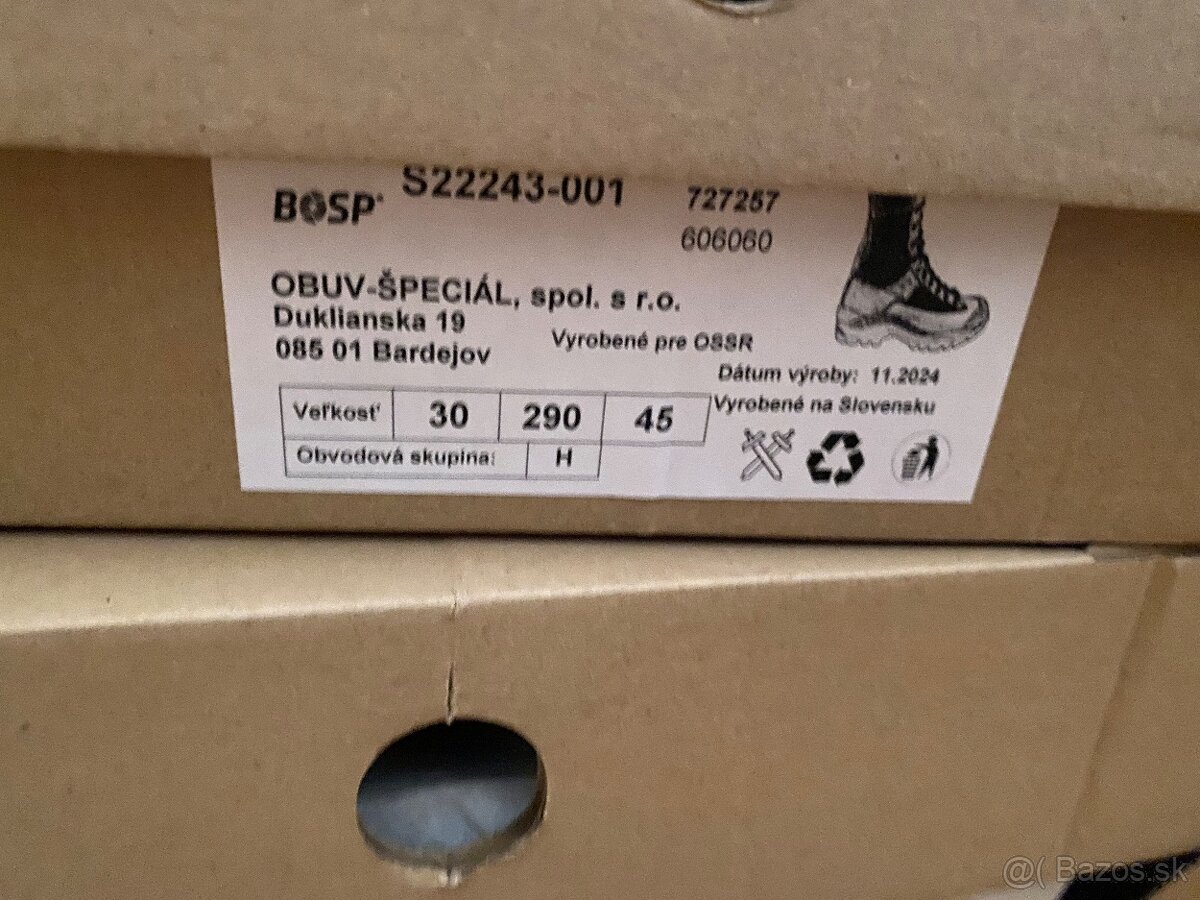 BOSP® S22243-001 727257
606060
OBUV-ŠPECIÁL, spol. s r.o.
Duklianska 19
085 01 Bardejov
Vyrobené pre OSSR
Dátum výroby: 11.2024
Vyrobené na Slovensku
Veľkosť 30 290 45
Obvodová skupina: H
@( Bazos.sk